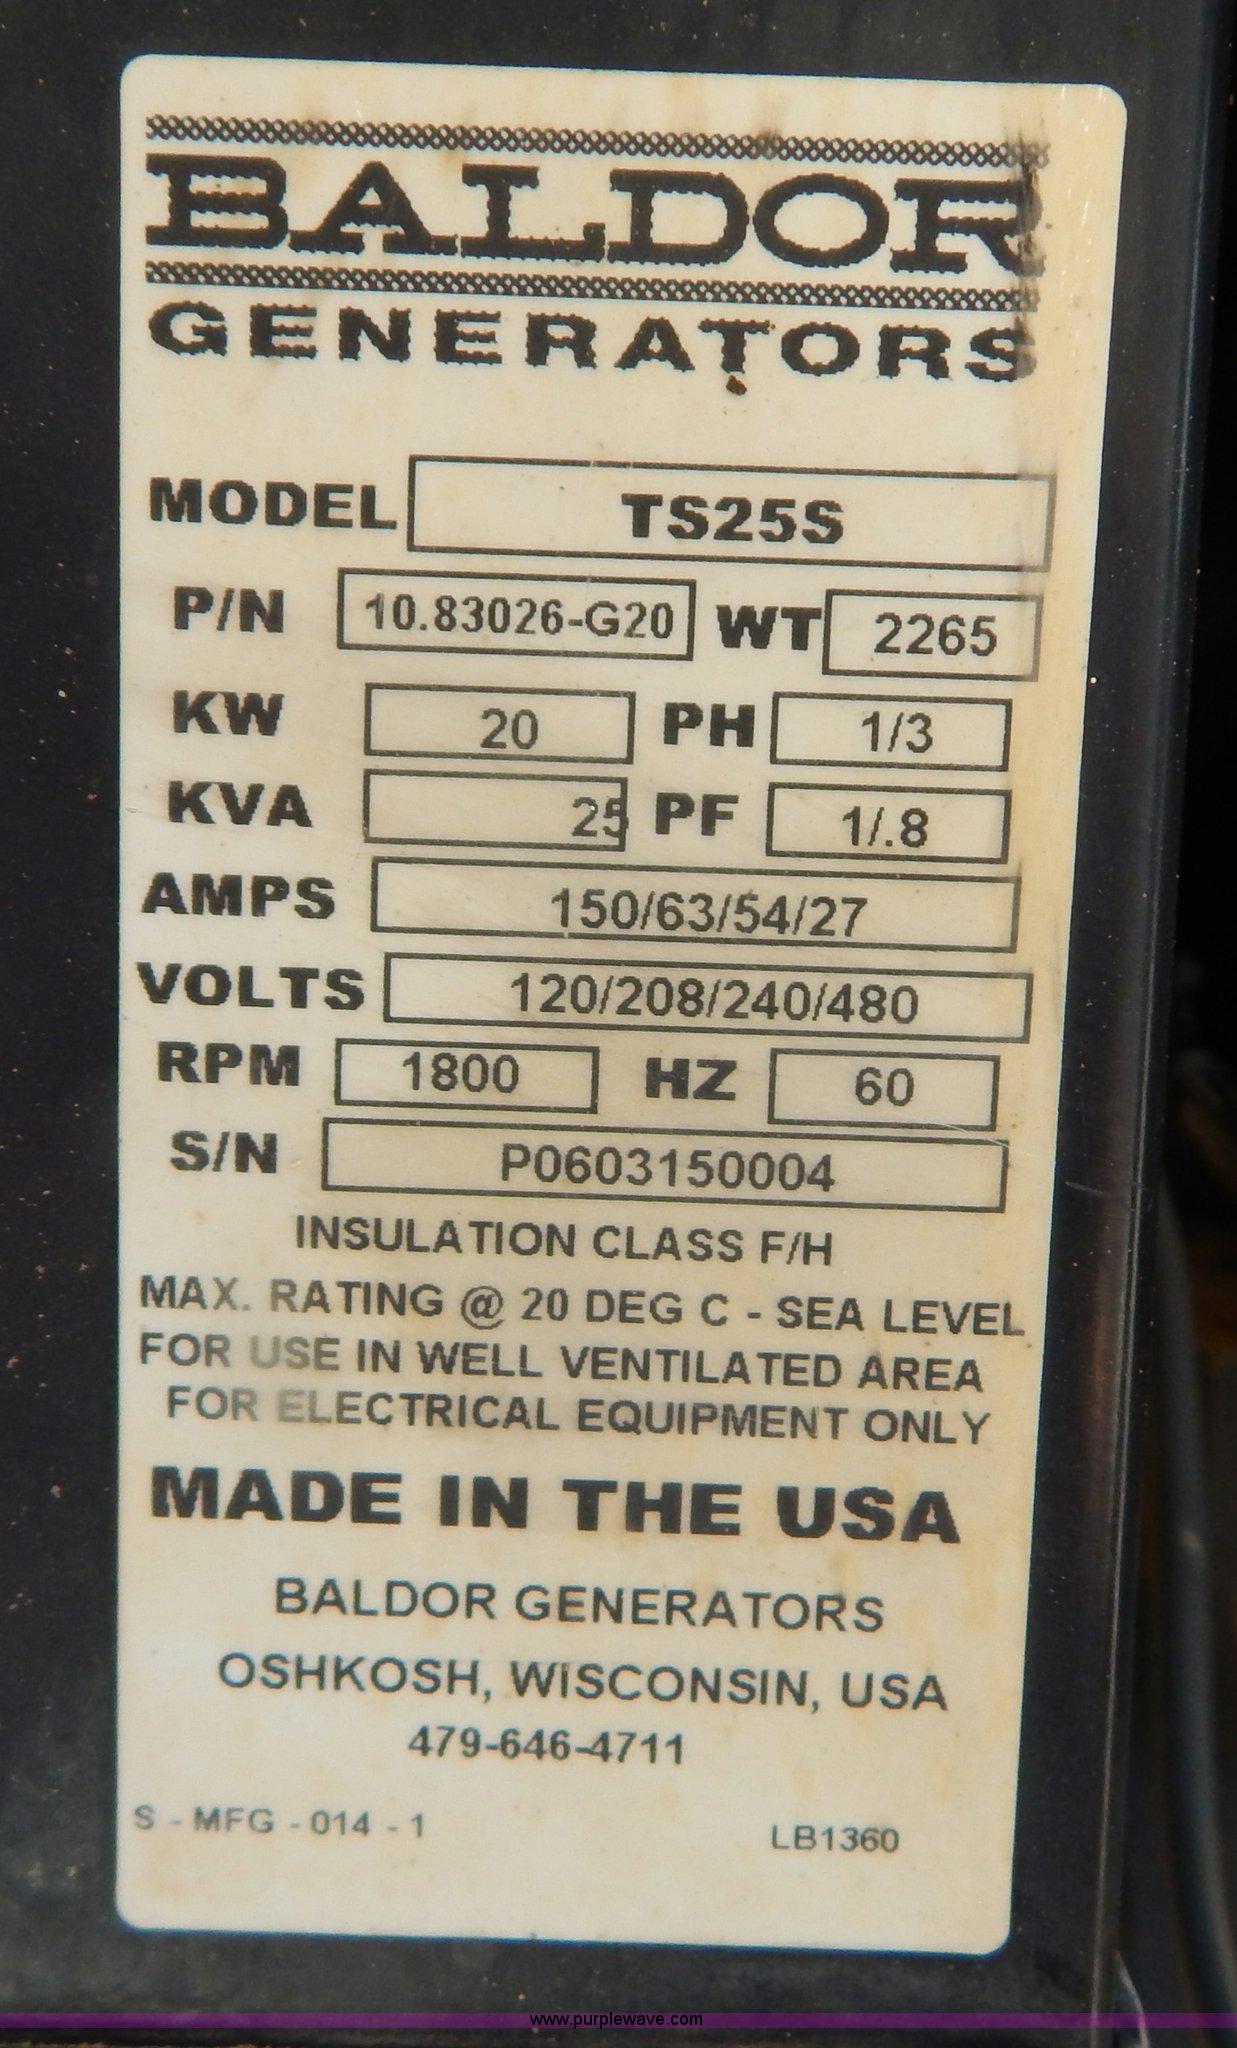 BALDOR
GENERATORS
MODEL TS25S
P/N 10.83026-G20 WT 2265
KW 20 PH 1/3
KVA 25 PF 1/.8
AMPS 150/63/54/27
VOLTS 120/208/240/480
RPM 1800 HZ 60
S/N P0603150004
INSULATION CLASS F/H
MAX. RATING @ 20 DEG C - SEA LEVEL
FOR USE IN WELL VENTILATED AREA
FOR ELECTRICAL EQUIPMENT ONLY
MADE IN THE USA
BALDOR GENERATORS
OSHKOSH, WISCONSIN, USA
479-646-4711
S - MFG - 014 - 1 LB1360
www.purplewave.com